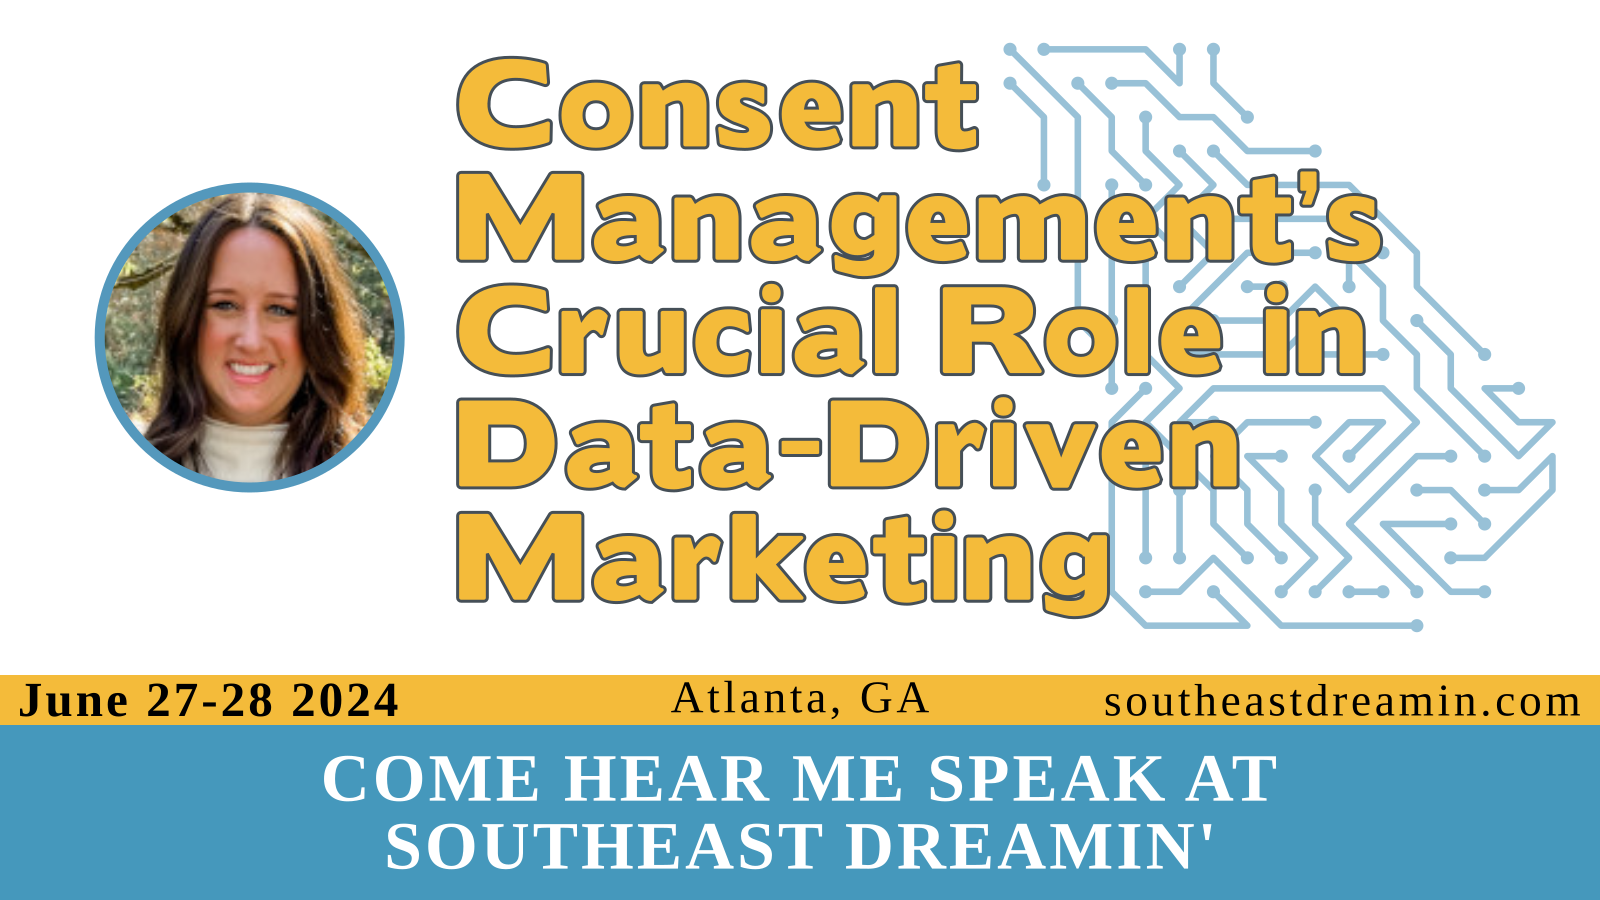 Consent
Management’s
Crucial Role in
Data-Driven
Marketing
June 27-28 2024
Atlanta, GA
southeastdreamin.com
COME HEAR ME SPEAK AT
SOUTHEAST DREAMIN'